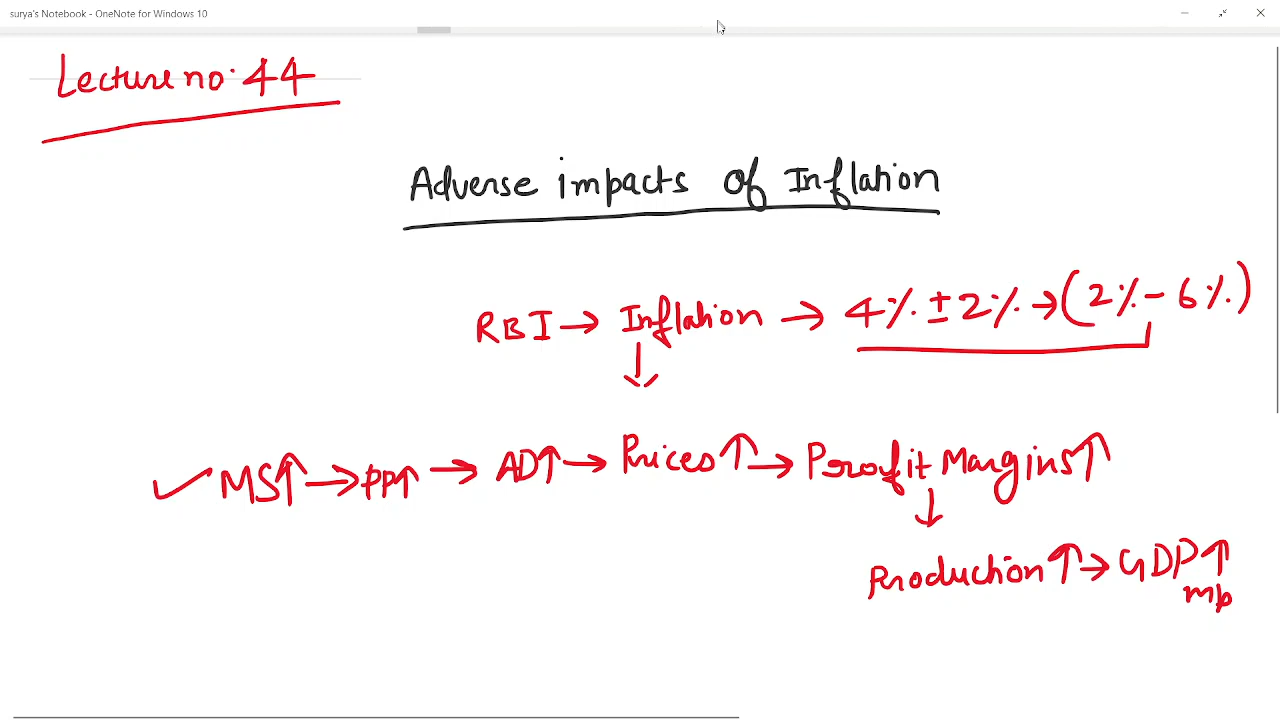 surya's Notebook - OneNote for Windows 10
Lecture no. 44
Adverse impacts of Inflation
RBI → Inflation → 4% ± 2% → (2% - 6%)
↓
✓ MS↑ → PP↑ → AD↑ → Prices↑ → Profit Margins↑
↓
Production↑ → GDP↑
mp